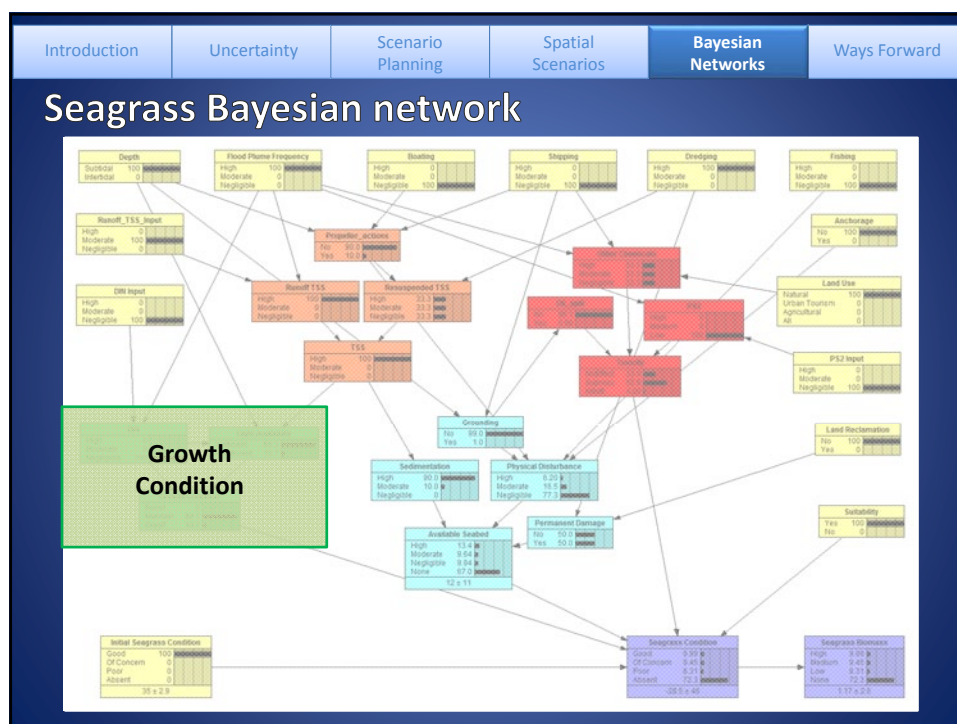 Introduction
Uncertainty
Scenario
Planning
Spatial
Scenarios
Bayesian
Networks
Ways Forward
Seagrass Bayesian network
Depth
Subtidal 100
Intertidal 0
Flood Plume Frequency
High 100
Moderate 0
Negligible 0
Boating
High 0
Moderate 0
Negligible 100
Shipping
High 0
Moderate 0
Negligible 100
Dredging
High 100
Moderate 0
Negligible 0
Fishing
High 0
Moderate 0
Negligible 100
Runoff_TSS_Input
High 0
Moderate 100
Negligible 0
Propeller_actions
No 90.0
Yes 10.0
Anchorage
No 100
Yes 0
DIN Input
High 0
Moderate 0
Negligible 100
Runoff TSS
High 100
Moderate 0
Negligible 0
Resuspended TSS
High 33.3
Moderate 33.3
Negligible 33.3
Land Use
Natural 100
Urban Tourism 0
Agricultural 0
All 0
TSS
High 100
Moderate 0
Negligible 0
PS2 Input
High 0
Moderate 0
Negligible 100
Growth
Condition
Grounding
No 99.0
Yes 1.0
Land Reclamation
No 100
Yes 0
Sedimentation
High 90.0
Moderate 10.0
Negligible 0
Physical Disturbance
High 6.20
Moderate 16.5
Negligible 77.3
Suitability
Yes 100
No 0
Permanent Damage
No 50.0
Yes 50.0
Available Seabed
High 13.4
Moderate 9.64
Negligible 9.94
None 67.0
12 ± 11
Initial Seagrass Condition
Good 100
Of Concern 0
Poor 0
Absent 0
35 ± 2.9
Seagrass Condition
Good
Of Concern 9.45
Poor 8.31
Absent 72.3
Seagrass Biomass
High
Medium 9.45
Low 8.31
None 72.3